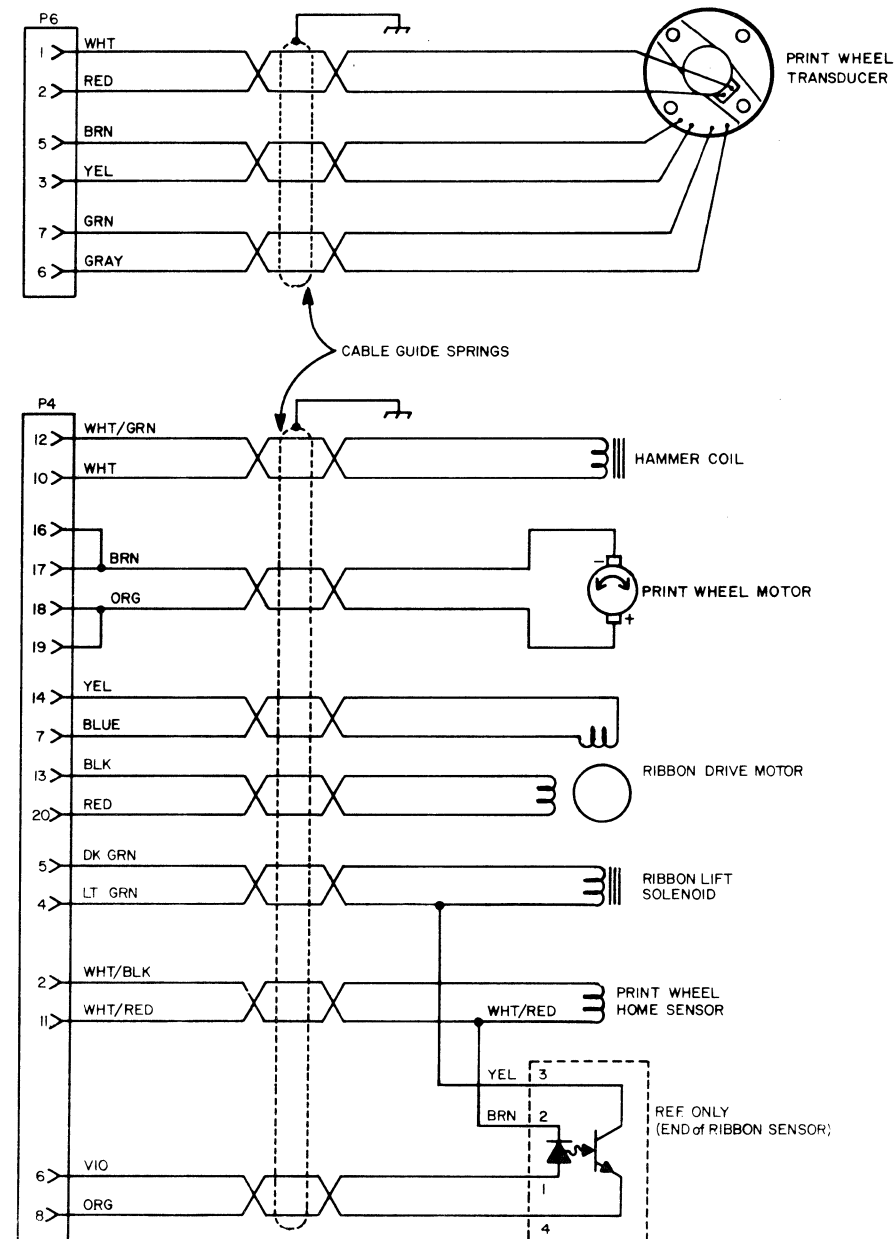 P6
1 WHT
2 RED
5 BRN
3 YEL
7 GRN
6 GRAY
PRINT WHEEL
TRANSDUCER
CABLE GUIDE SPRINGS
P4
12 WHT/GRN
10 WHT
HAMMER COIL
16
17 BRN
18 ORG
19
-
+
PRINT WHEEL MOTOR
14 YEL
7 BLUE
13 BLK
20 RED
RIBBON DRIVE MOTOR
5 DK GRN
4 LT GRN
RIBBON LIFT
SOLENOID
2 WHT/BLK
11 WHT/RED
WHT/RED
PRINT WHEEL
HOME SENSOR
YEL 3
BRN 2
REF. ONLY
(END of RIBBON SENSOR)
6 VIO
1
8 ORG
4